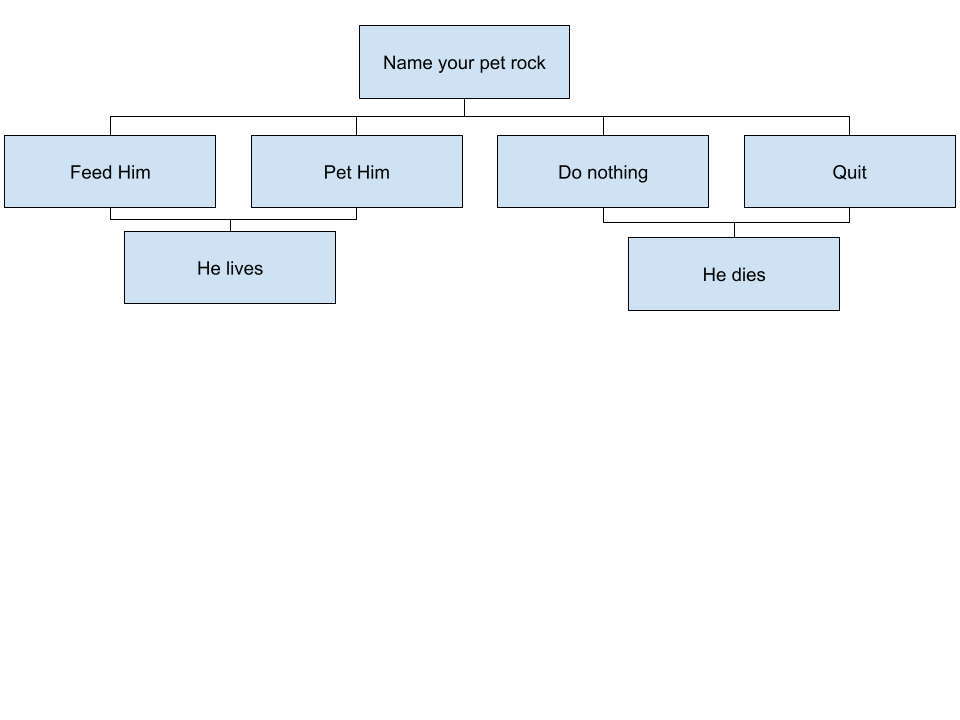 Name your pet rock
Feed Him
Pet Him
Do nothing
Quit
He lives
He dies